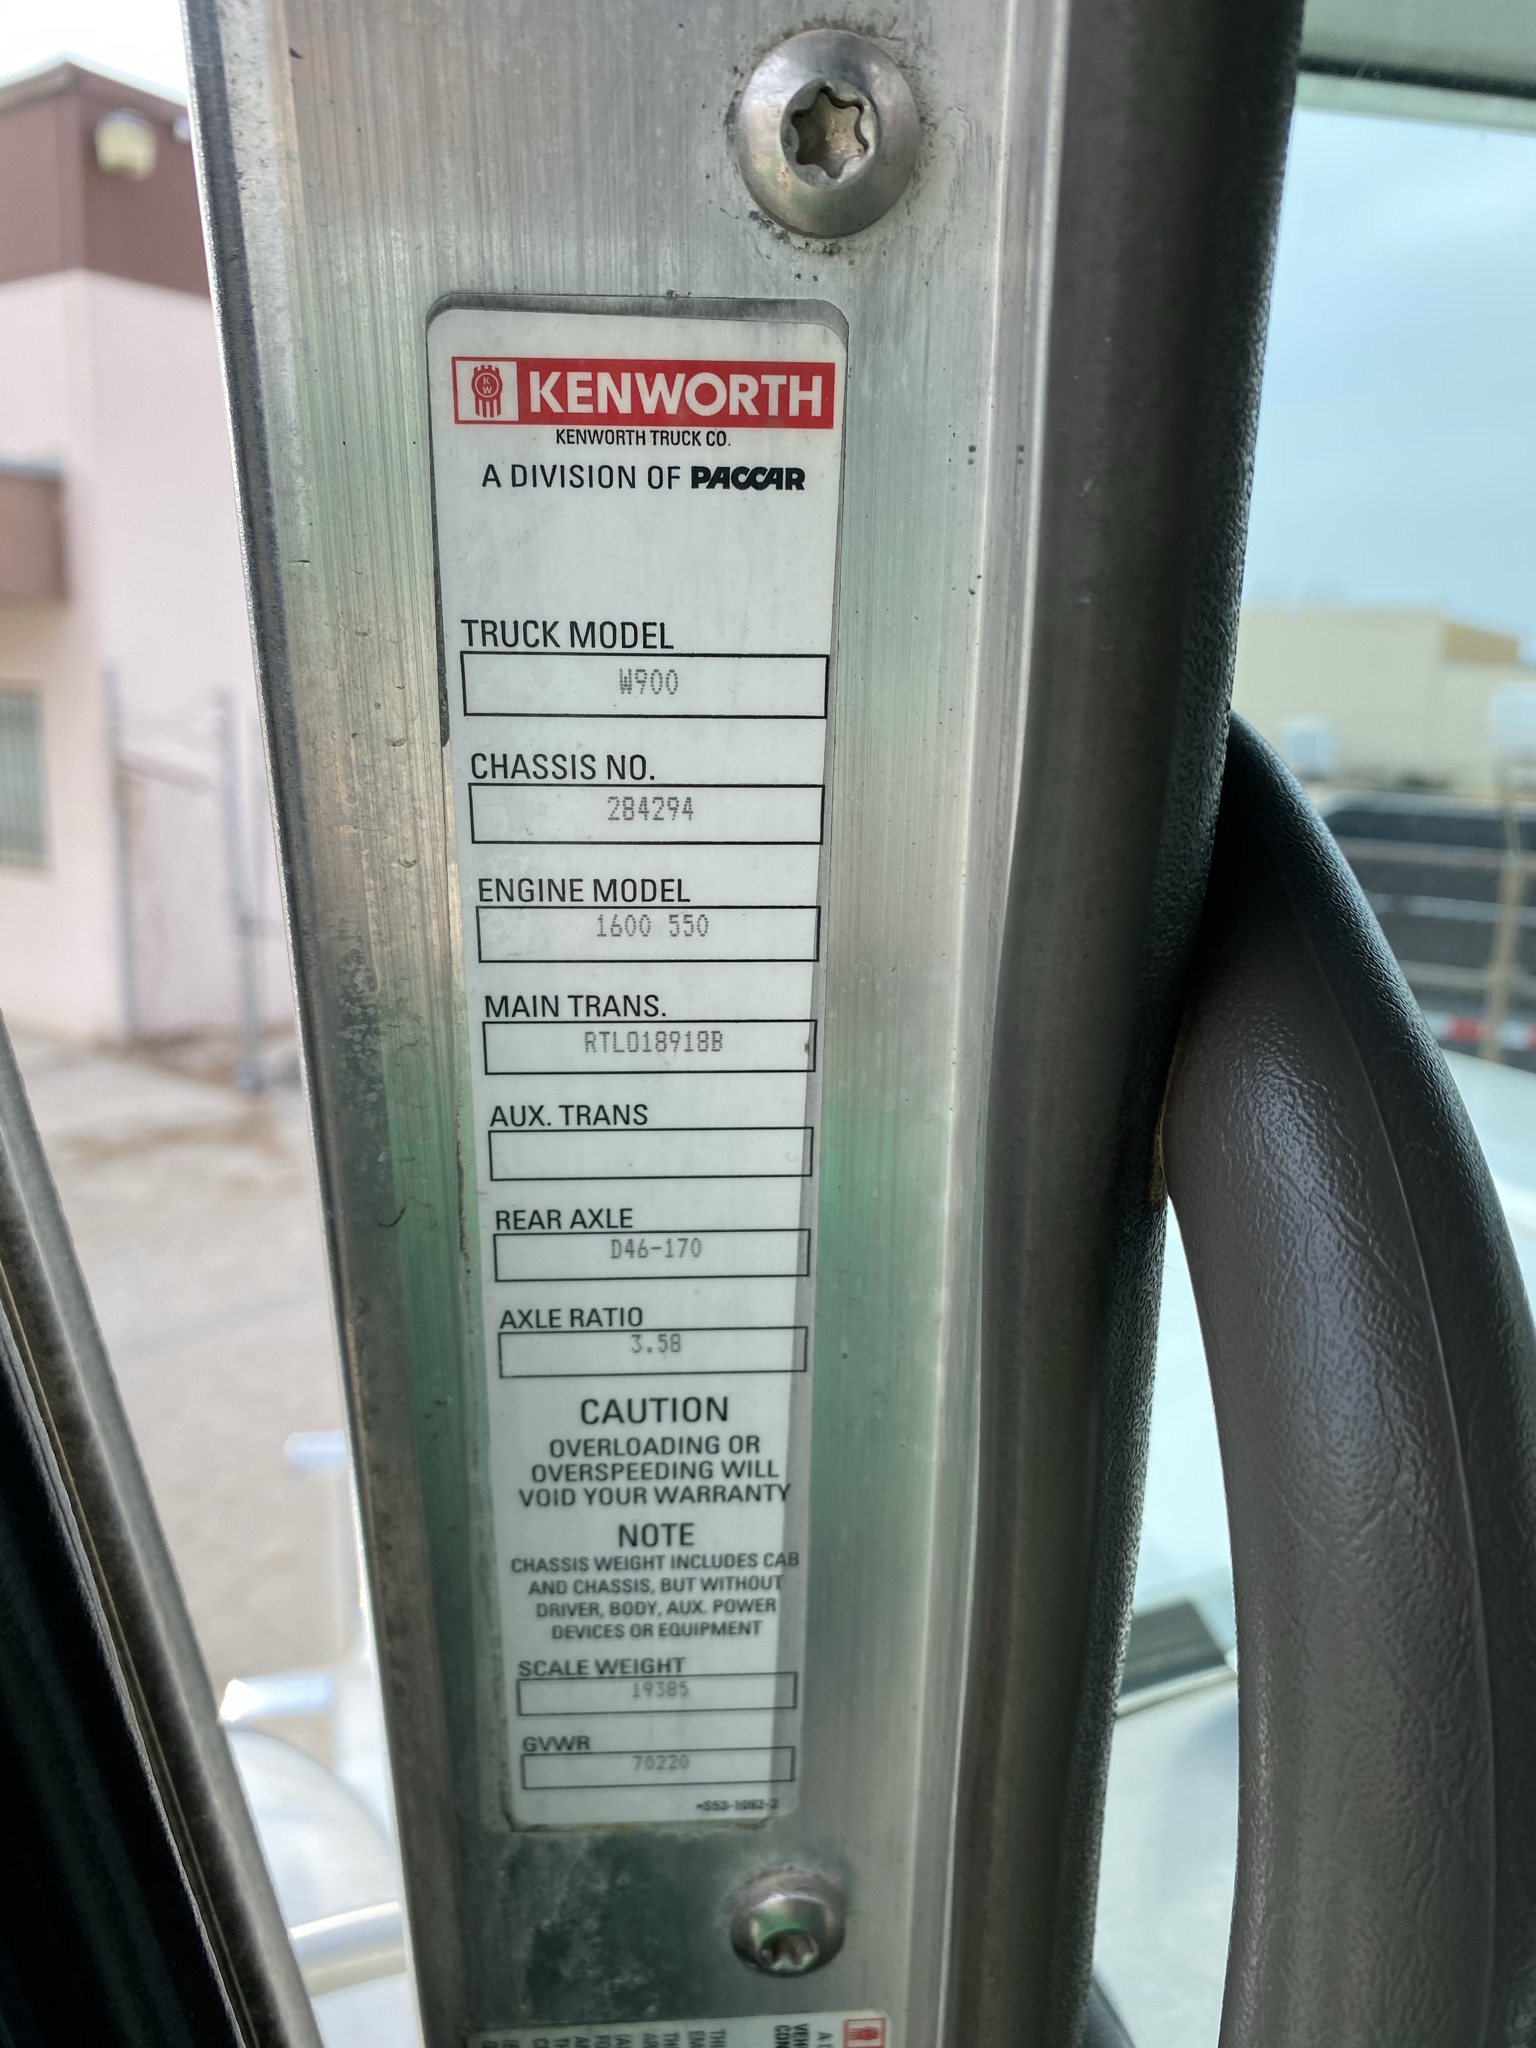 KW KENWORTH
KENWORTH TRUCK CO.
A DIVISION OF PACCAR
TRUCK MODEL
W900
CHASSIS NO.
284294
ENGINE MODEL
1600 550
MAIN TRANS.
RTLO18918B
AUX. TRANS
REAR AXLE
D46-170
AXLE RATIO
3.58
CAUTION
OVERLOADING OR
OVERSPEEDING WILL
VOID YOUR WARRANTY
NOTE
CHASSIS WEIGHT INCLUDES CAB
AND CHASSIS, BUT WITHOUT
DRIVER, BODY, AUX. POWER
DEVICES OR EQUIPMENT
SCALE WEIGHT
19385
GVWR
70220